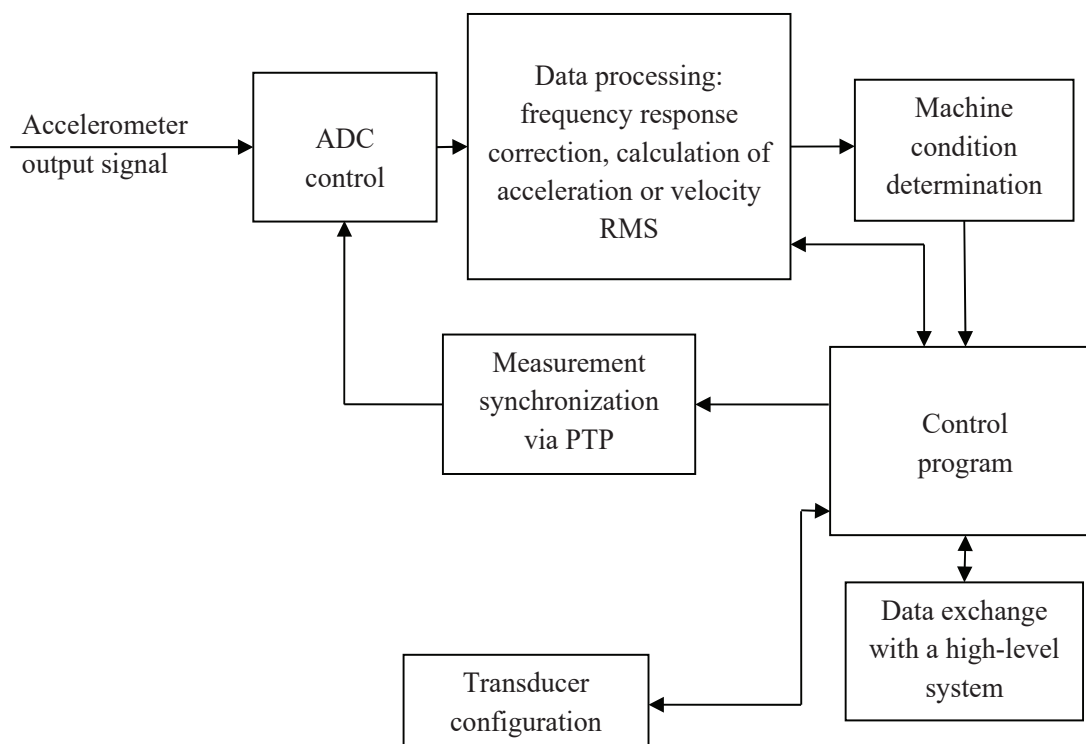 Accelerometer
output signal
ADC
control
Data processing:
frequency response
correction, calculation of
acceleration or velocity
RMS
Machine
condition
determination
Measurement
synchronization
via PTP
Control
program
Data exchange
with a high-level
system
Transducer
configuration